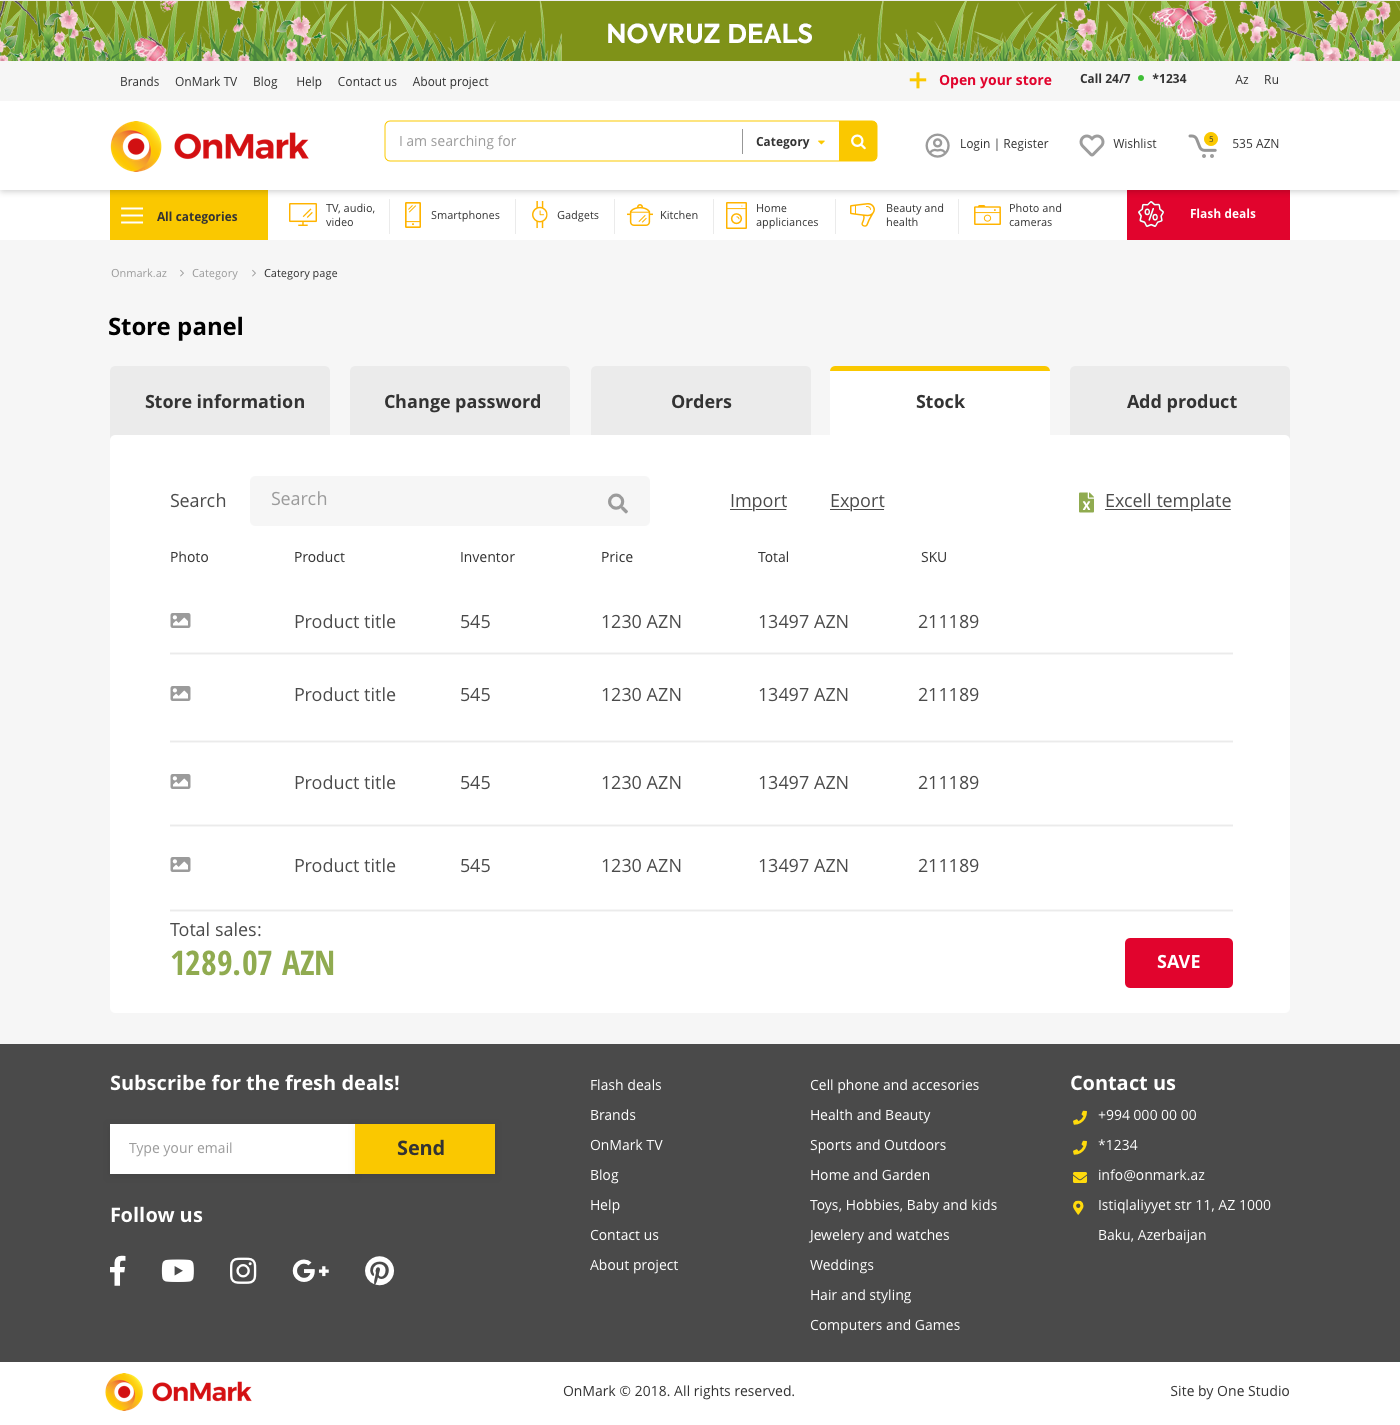 NOVRUZ DEALS
Brands OnMark TV Blog Help Contact us About project Open your store Call 24/7 • *1234 Az Ru
OnMark
I am searching for Category
Login | Register Wishlist 5 535 AZN
All categories
TV, audio,
video
Smartphones
Gadgets
Kitchen
Home
appliciances
Beauty and
health
Photo and
cameras
Flash deals
Onmark.az > Category > Category page
Store panel
Store information Change password Orders Stock Add product
Search Search Import Export Excell template
Photo Product Inventor Price Total SKU
Product title 545 1230 AZN 13497 AZN 211189
Product title 545 1230 AZN 13497 AZN 211189
Product title 545 1230 AZN 13497 AZN 211189
Product title 545 1230 AZN 13497 AZN 211189
Total sales:
1289.07 AZN
SAVE
Subscribe for the fresh deals!
Type your email Send
Follow us
Flash deals
Brands
OnMark TV
Blog
Help
Contact us
About project
Cell phone and accesories
Health and Beauty
Sports and Outdoors
Home and Garden
Toys, Hobbies, Baby and kids
Jewelery and watches
Weddings
Hair and styling
Computers and Games
Contact us
+994 000 00 00
*1234
info@onmark.az
Istiqlaliyyet str 11, AZ 1000
Baku, Azerbaijan
OnMark OnMark © 2018. All rights reserved. Site by One Studio